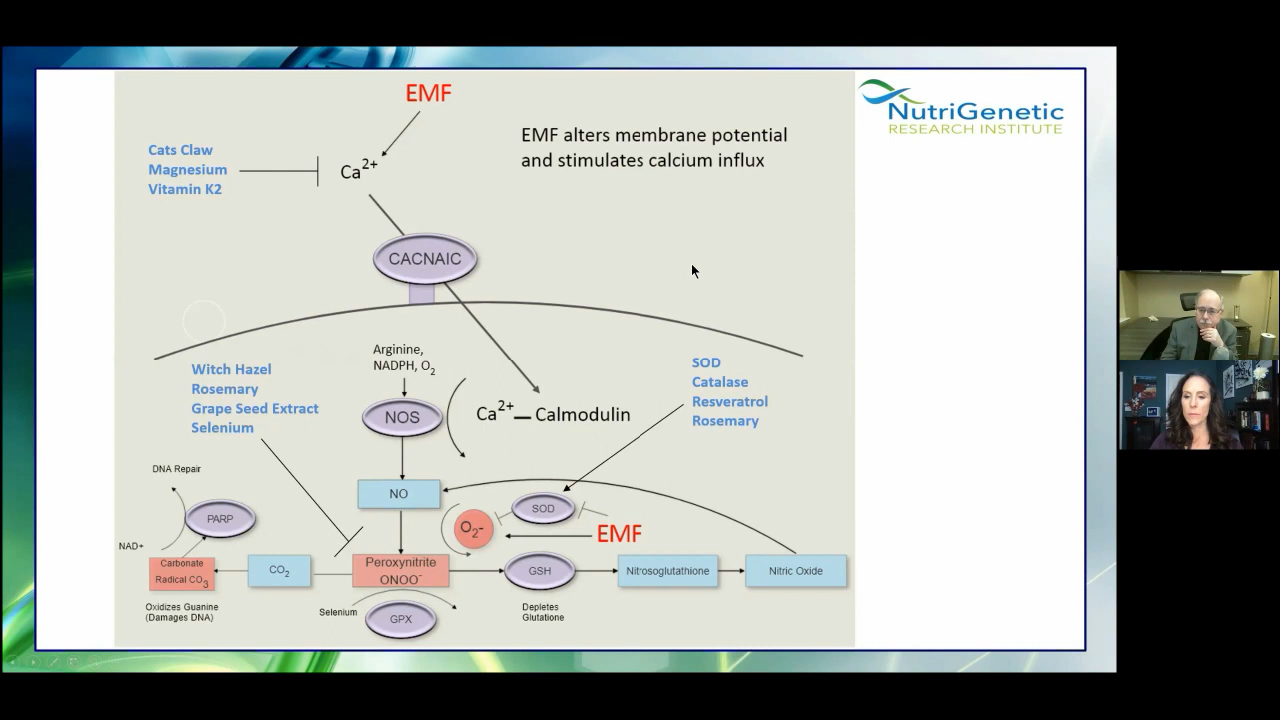 EMF
NutriGenetic
RESEARCH INSTITUTE
EMF alters membrane potential
and stimulates calcium influx
Cats Claw
Magnesium
Vitamin K2
Ca2+
CACNAIC
Arginine,
NADPH, O2
NOS
Ca2+ – Calmodulin
Witch Hazel
Rosemary
Grape Seed Extract
Selenium
SOD
Catalase
Resveratrol
Rosemary
DNA Repair
PARP
NAD+
NO
SOD
O2-
EMF
Carbonate
Radical CO3
CO2
Peroxynitrite
ONOO-
GSH
Nitrosoglutathione
Nitric Oxide
Oxidizes Guanine
(Damages DNA)
Selenium
GPX
Depletes
Glutatione